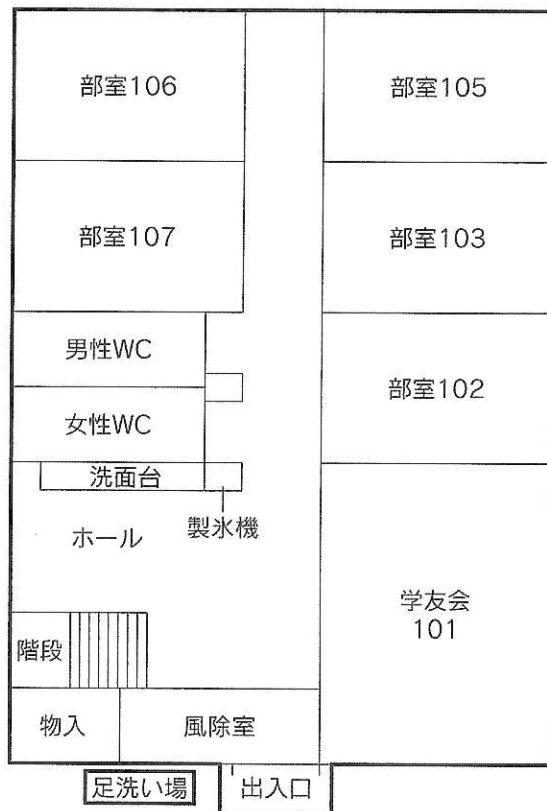 部室106
部室105
部室107
部室103
男性WC
部室102
女性WC
洗面台
製氷機
ホール
学友会
101
階段
物入
風除室
足洗い場
出入口